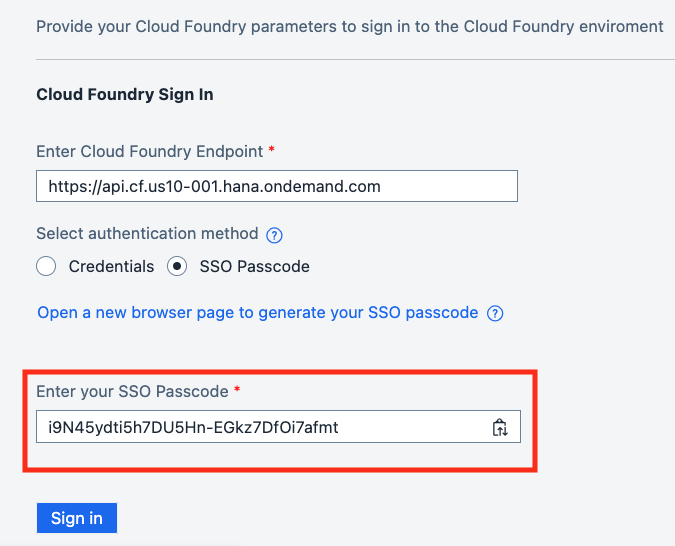 Provide your Cloud Foundry parameters to sign in to the Cloud Foundry enviroment
Cloud Foundry Sign In
Enter Cloud Foundry Endpoint *
https://api.cf.us10-001.hana.ondemand.com
Select authentication method ?
Credentials SSO Passcode
Open a new browser page to generate your SSO passcode ?
Enter your SSO Passcode *
i9N45ydti5h7DU5Hn-EGkz7DfOi7afmt
Sign in